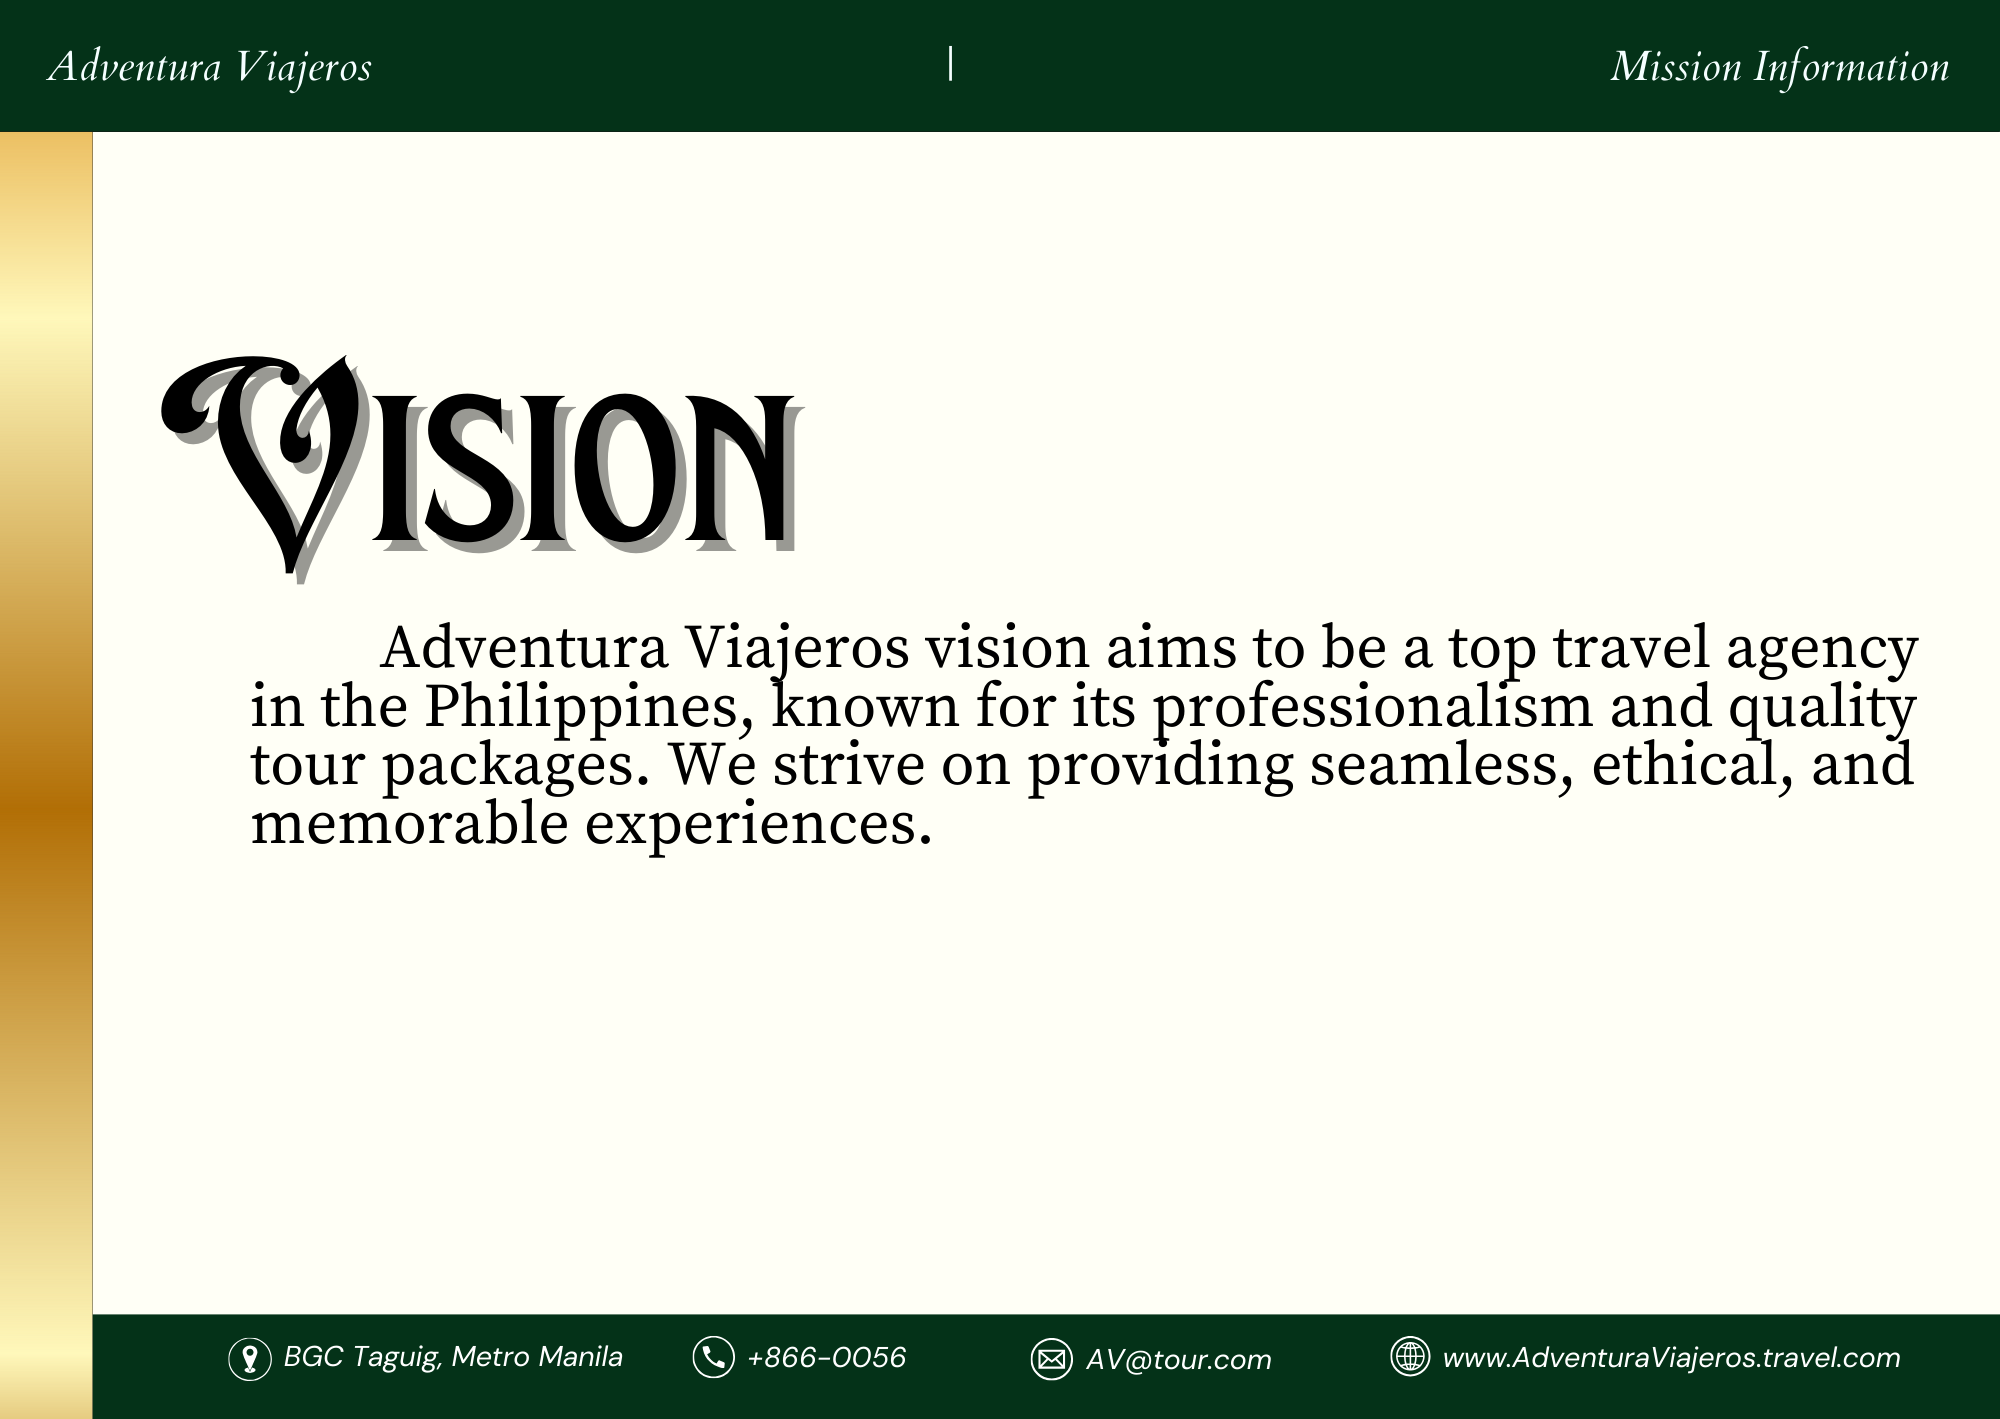 Adventura Viajeros | Mission Information
Vision
Adventura Viajeros vision aims to be a top travel agency
in the Philippines, known for its professionalism and quality
tour packages. We strive on providing seamless, ethical, and
memorable experiences.
BGC Taguig, Metro Manila +866-0056 AV@tour.com www.AdventuraViajeros.travel.com